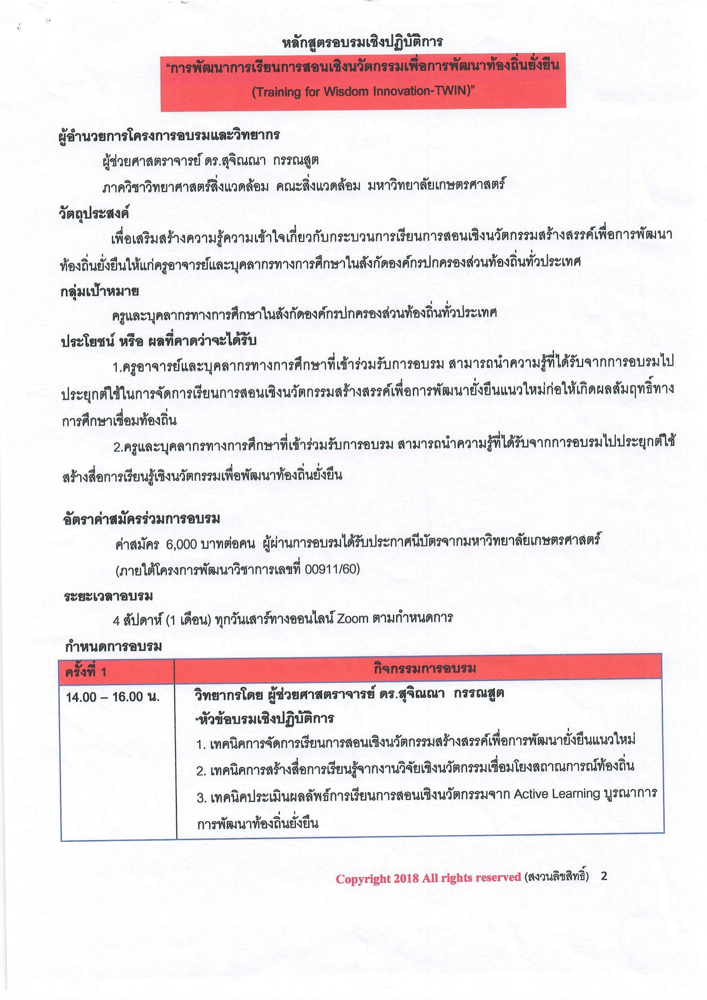 หลักสูตรอบรมเชิงปฏิบัติการ
“การพัฒนาการเรียนการสอนเชิงนวัตกรรมเพื่อการพัฒนาท้องถิ่นยั่งยืน
(Training for Wisdom Innovation-TWIN)”
ผู้อำนวยการโครงการอบรมและวิทยากร
ผู้ช่วยศาสตราจารย์ ดร.สุจิณณา กรรณสูต
ภาควิชาวิทยาศาสตร์สิ่งแวดล้อม คณะสิ่งแวดล้อม มหาวิทยาลัยเกษตรศาสตร์
วัตถุประสงค์
เพื่อเสริมสร้างความรู้ความเข้าใจเกี่ยวกับกระบวนการเรียนการสอนเชิงนวัตกรรมสร้างสรรค์เพื่อการพัฒนา
ท้องถิ่นยั่งยืนให้แก่ครูอาจารย์และบุคลากรทางการศึกษาในสังกัดองค์กรปกครองส่วนท้องถิ่นทั่วประเทศ
กลุ่มเป้าหมาย
ครูและบุคลากรทางการศึกษาในสังกัดองค์กรปกครองส่วนท้องถิ่นทั่วประเทศ
ประโยชน์ หรือ ผลที่คาดว่าจะได้รับ
1.ครูอาจารย์และบุคลากรทางการศึกษาที่เข้าร่วมรับการอบรม สามารถนำความรู้ที่ได้รับจากการอบรมไป
ประยุกต์ใช้ในการจัดการเรียนการสอนเชิงนวัตกรรมสร้างสรรค์เพื่อการพัฒนายั่งยืนแนวใหม่ก่อให้เกิดผลสัมฤทธิ์ทาง
การศึกษาเชื่อมท้องถิ่น
2.ครูและบุคลากรทางการศึกษาที่เข้าร่วมรับการอบรม สามารถนำความรู้ที่ได้รับจากการอบรมไปประยุกต์ใช้
สร้างสื่อการเรียนรู้เชิงนวัตกรรมเพื่อพัฒนาท้องถิ่นยั่งยืน
อัตราค่าสมัครร่วมการอบรม
ค่าสมัคร 6,000 บาทต่อคน ผู้ผ่านการอบรมได้รับประกาศนีบัตรจากมหาวิทยาลัยเกษตรศาสตร์
(ภายใต้โครงการพัฒนาวิชาการเลขที่ 00911/60)
ระยะเวลาอบรม
4 สัปดาห์ (1 เดือน) ทุกวันเสาร์ทางออนไลน์ Zoom ตามกำหนดการ
กำหนดการอบรม
ครั้งที่ 1 กิจกรรมการอบรม
14.00 – 16.00 น. วิทยากรโดย ผู้ช่วยศาสตราจารย์ ดร.สุจิณณา กรรณสูต
*หัวข้อบรมเชิงปฏิบัติการ
1. เทคนิคการจัดการเรียนการสอนเชิงนวัตกรรมสร้างสรรค์เพื่อการพัฒนายั่งยืนแนวใหม่
2. เทคนิคการสร้างสื่อการเรียนรู้จากงานวิจัยเชิงนวัตกรรมเชื่อมโยงสถาณการณ์ท้องถิ่น
3. เทคนิคประเมินผลลัพธ์การเรียนการสอนเชิงนวัตกรรมจาก Active Learning บูรณาการ
การพัฒนาท้องถิ่นยั่งยืน
Copyright 2018 All rights reserved (สงวนลิขสิทธิ์) 2